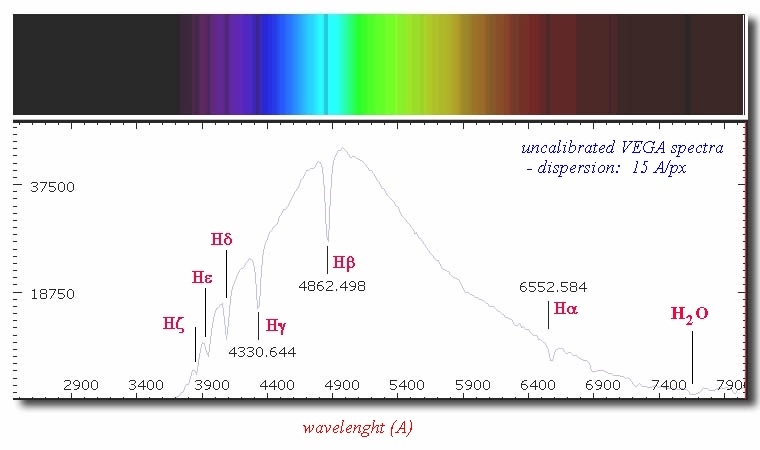 uncalibrated VEGA spectra
- dispersion: 15 A/px
37500
Hδ
Hβ
4862.498
Hε
6552.584
18750
Hα
H2O
Hζ
Hγ
4330.644
2900 3400 3900 4400 4900 5400 5900 6400 6900 7400 7900
wavelenght (A)